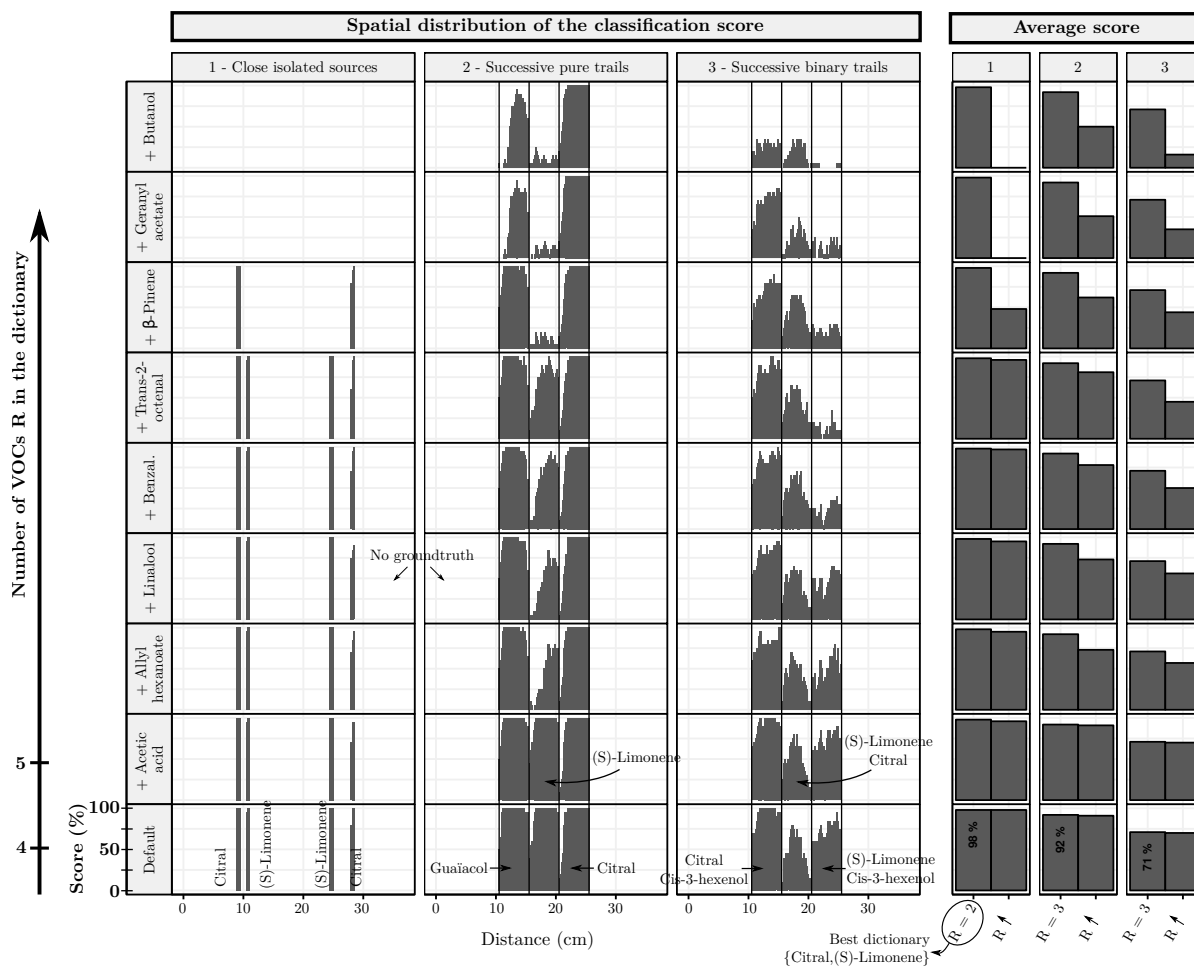 Spatial distribution of the classification score
Average score
1 - Close isolated sources
2 - Successive pure trails
3 - Successive binary trails
1
2
3
Number of VOCs R in the dictionary
5
4
+ Butanol
+ Geranyl
acetate
+ β-Pinene
+ Trans-2-
octenal
+ Benzal.
+ Linalool
+ Allyl
hexanoate
+ Acetic
acid
Default
Score (%)
100
50
0
No groundtruth
(S)-Limonene
(S)-Limonene
Citral
Citral
(S)-Limonene
(S)-Limonene
Citral
Guaïacol
Citral
Citral
Cis-3-hexenol
(S)-Limonene
Cis-3-hexenol
98 %
92 %
71 %
0
10
20
30
0
10
20
30
0
10
20
30
Distance (cm)
R = 2
R ↑
R = 3
R ↑
R = 3
R ↑
Best dictionary
{Citral,(S)-Limonene}